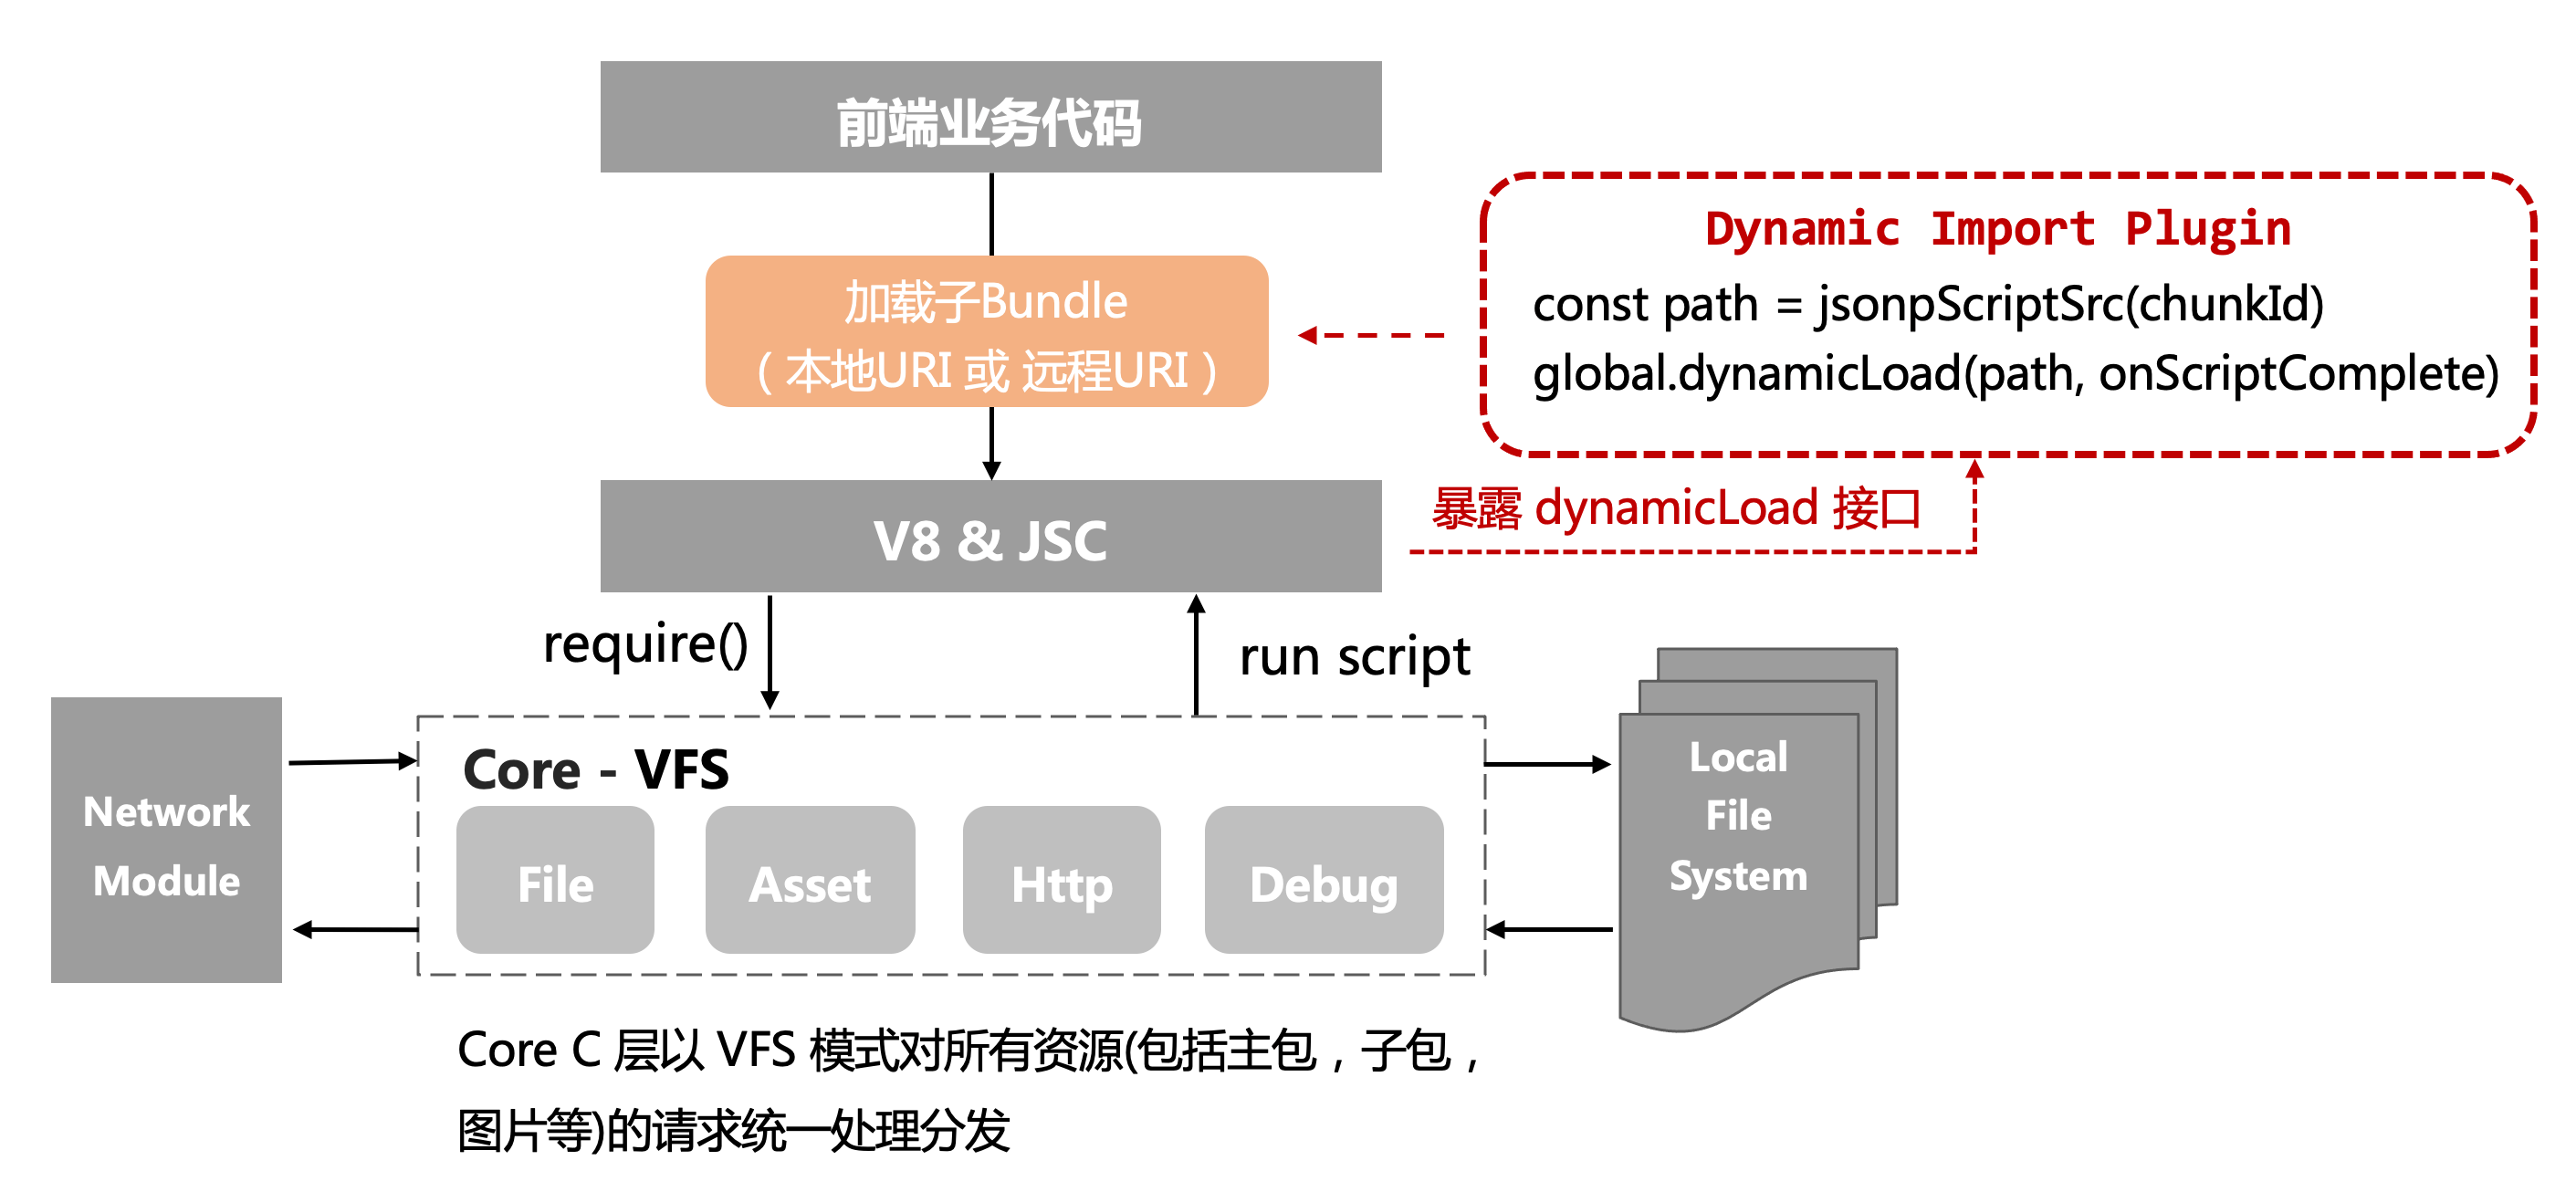 前端业务代码
加载子Bundle
（本地URI 或 远程URI）
Dynamic Import Plugin
const path = jsonpScriptSrc(chunkId)
global.dynamicLoad(path, onScriptComplete)
V8 & JSC
暴露 dynamicLoad 接口
require()
run script
Network
Module
Core - VFS
File
Asset
Http
Debug
Local
File
System
Core C 层以 VFS 模式对所有资源(包括主包，子包，
图片等)的请求统一处理分发